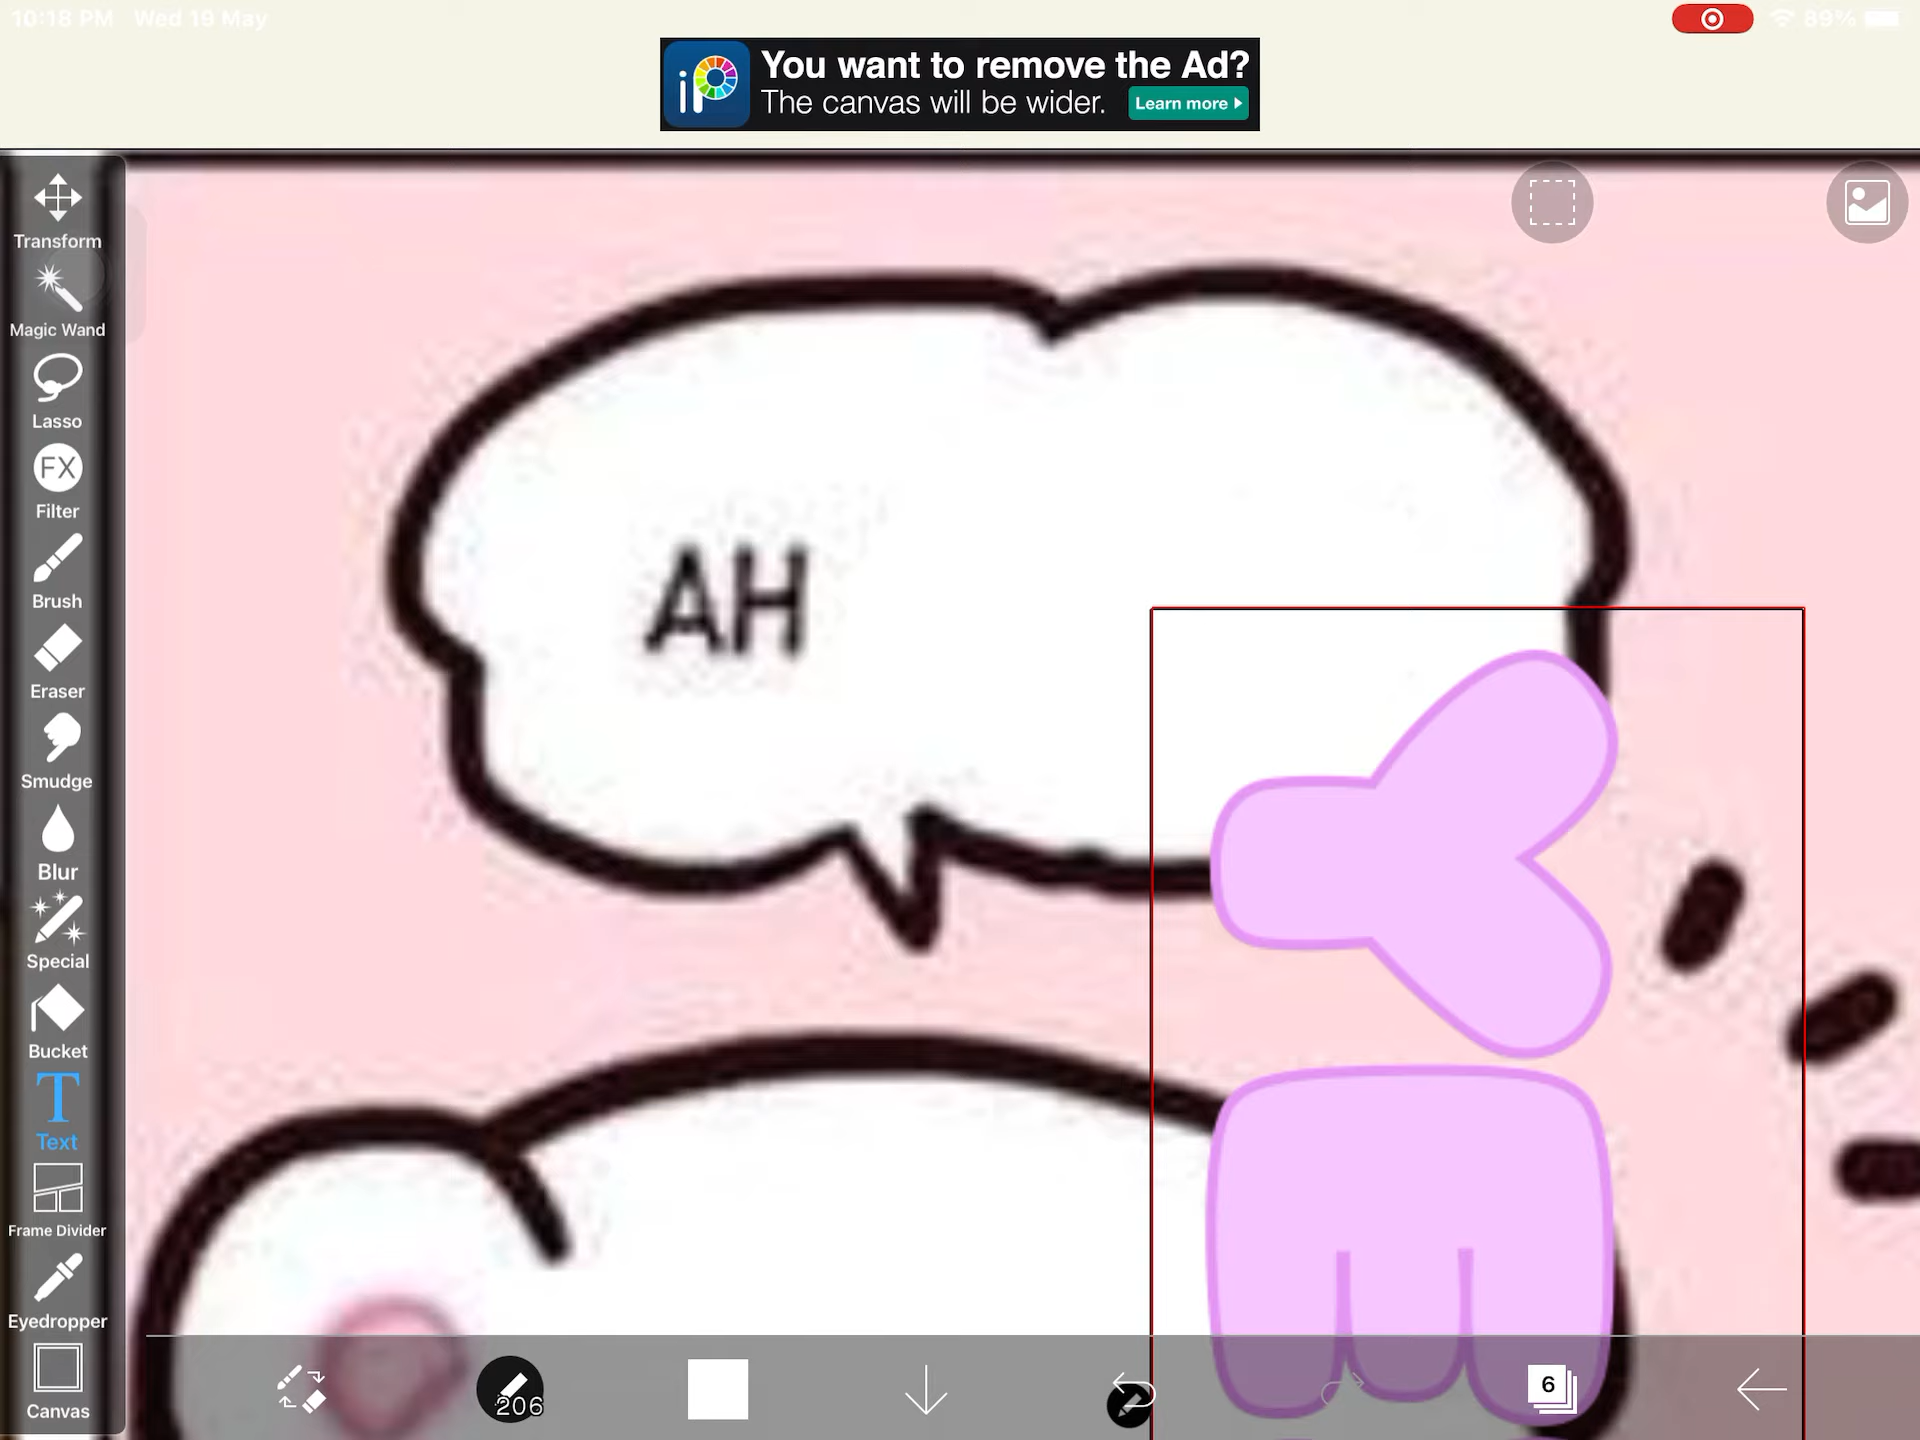 10:18 PM Wed 19 May
89%
iP
You want to remove the Ad?
The canvas will be wider.
Learn more
Transform
Magic Wand
Lasso
FX
Filter
Brush
Eraser
Smudge
Blur
Special
Bucket
T
Text
Frame Divider
Eyedropper
Canvas
AH
YE
206
6